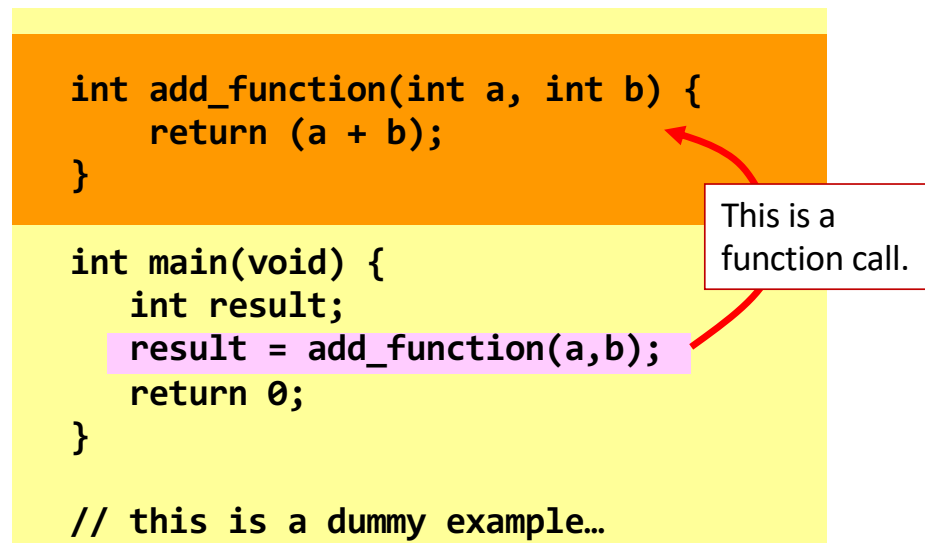 int add_function(int a, int b) {
    return (a + b);
}
This is a
function call.
int main(void) {
   int result;
   result = add_function(a,b);
   return 0;
}
// this is a dummy example…